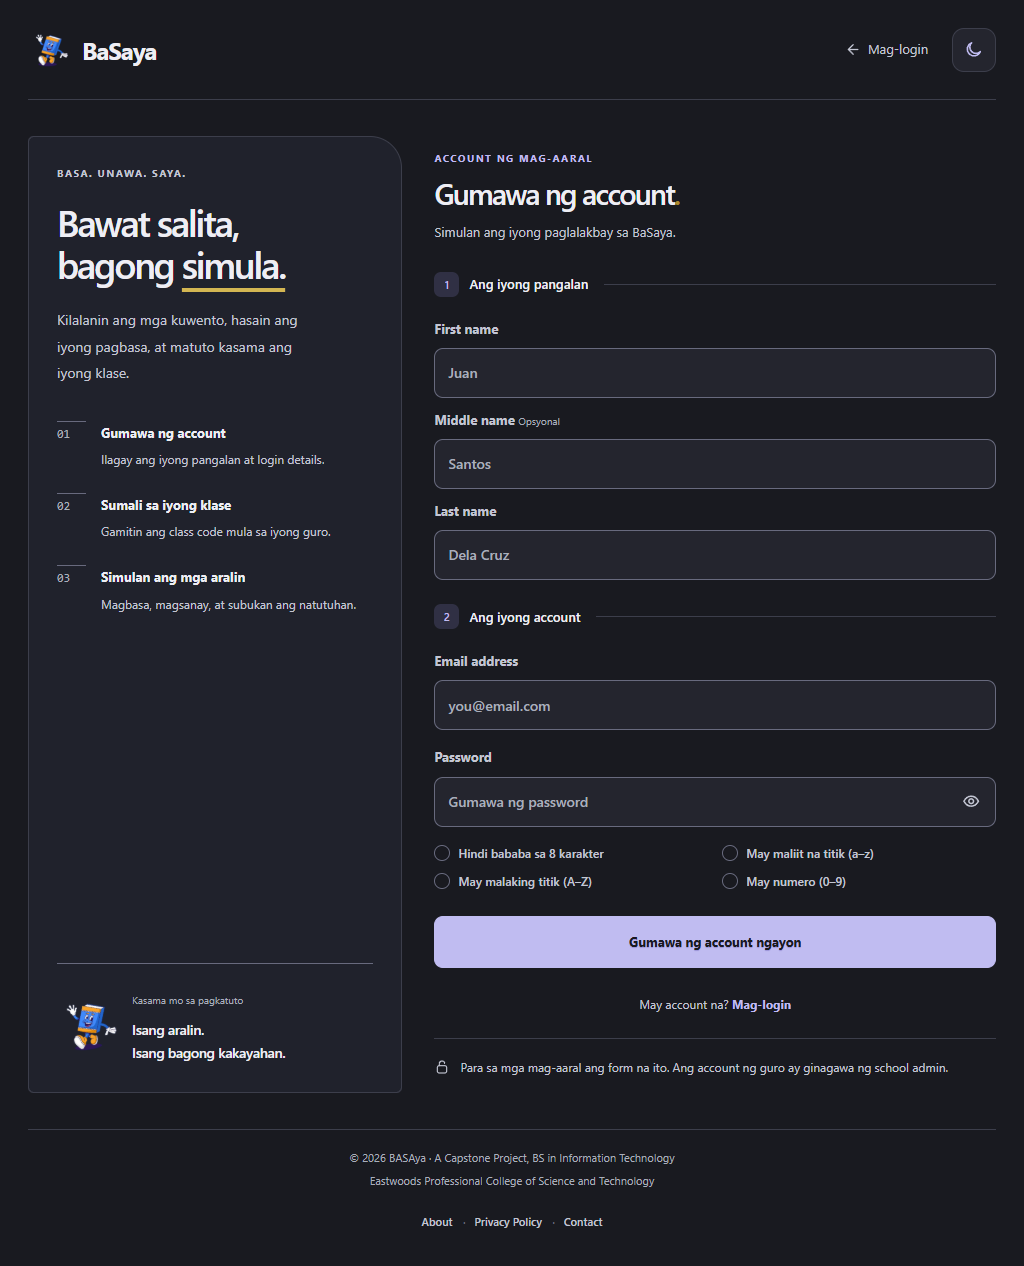 BaSaya
Mag-login
BASA. UNAWA. SAYA.
Bawat salita,
bagong simula.
Kilalanin ang mga kuwento, hasain ang
iyong pagbasa, at matuto kasama ang
iyong klase.
01
Gumawa ng account
Ilagay ang iyong pangalan at login details.
02
Sumali sa iyong klase
Gamitin ang class code mula sa iyong guro.
03
Simulan ang mga aralin
Magbasa, magsanay, at subukan ang natutuhan.
Kasama mo sa pagkatuto
Isang aralin.
Isang bagong kakayahan.
ACCOUNT NG MAG-AARAL
Gumawa ng account.
Simulan ang iyong paglalakbay sa BaSaya.
1 Ang iyong pangalan
First name
Juan
Middle name Opsyonal
Santos
Last name
Dela Cruz
2 Ang iyong account
Email address
you@email.com
Password
Gumawa ng password
Hindi bababa sa 8 karakter
May maliit na titik (a–z)
May malaking titik (A–Z)
May numero (0–9)
Gumawa ng account ngayon
May account na? Mag-login
Para sa mga mag-aaral ang form na ito. Ang account ng guro ay ginagawa ng school admin.
© 2026 BASAya · A Capstone Project, BS in Information Technology
Eastwoods Professional College of Science and Technology
About · Privacy Policy · Contact